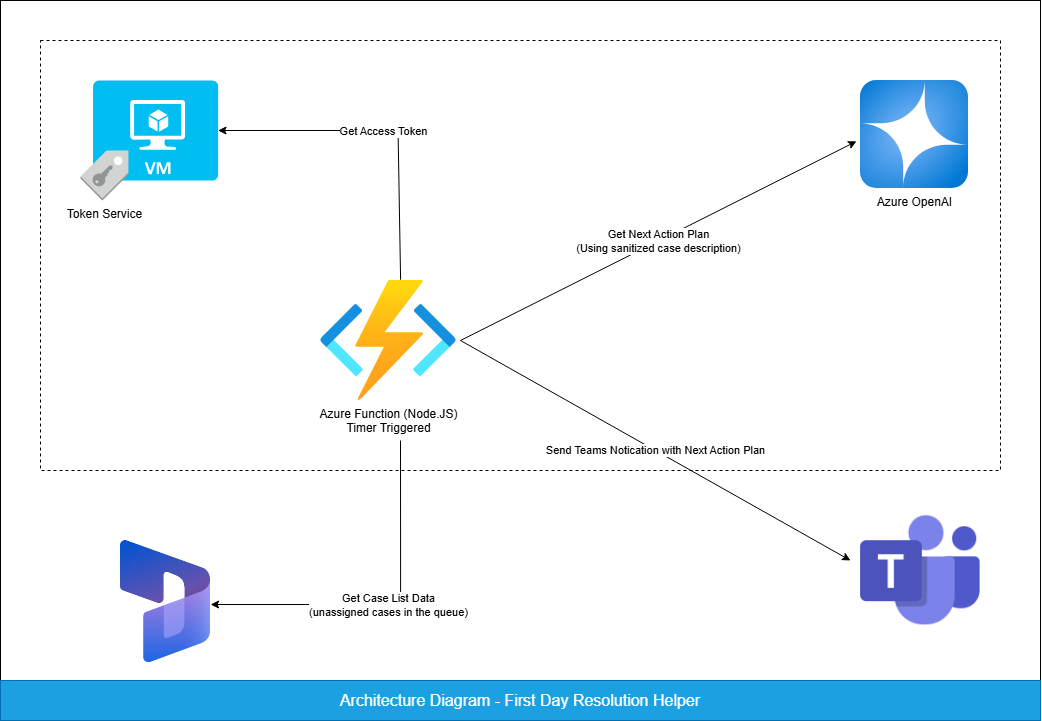 VM
Token Service
Get Access Token
Azure OpenAI
Get Next Action Plan
(Using sanitized case description)
Azure Function (Node.JS)
Timer Triggered
Send Teams Notication with Next Action Plan
T
Get Case List Data
(unassigned cases in the queue)
Architecture Diagram - First Day Resolution Helper